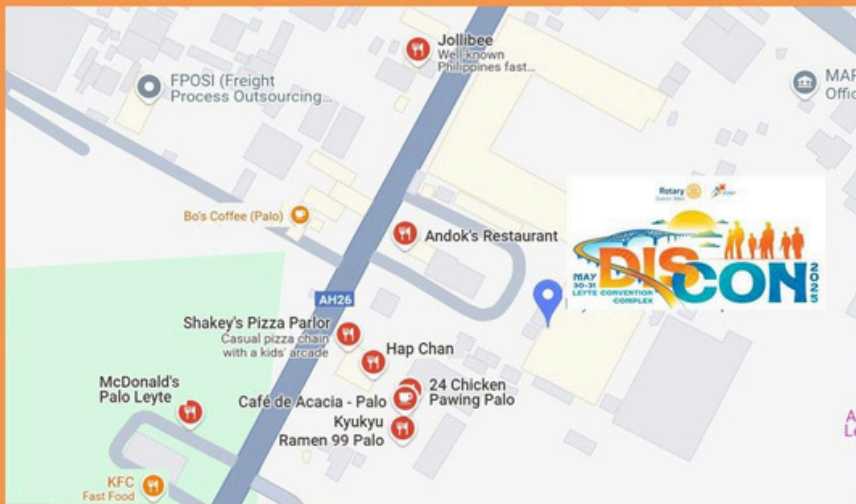 Jollibee
Well-known
Philippines fast...
FPOSI (Freight
Process Outsourcing...
MAR
Offic
Rotary
Bo's Coffee (Palo)
Andok's Restaurant
DISCON
2025
MAY
30-31
LEYTE CONVENTION
COMPLEX
AH26
Shakey's Pizza Parlor
Casual pizza chain
with a kids' arcade
Hap Chan
McDonald's
Palo Leyte
24 Chicken
Pawing Palo
Café de Acacia - Palo
Kyukyu
Ramen 99 Palo
KFC
Fast Food